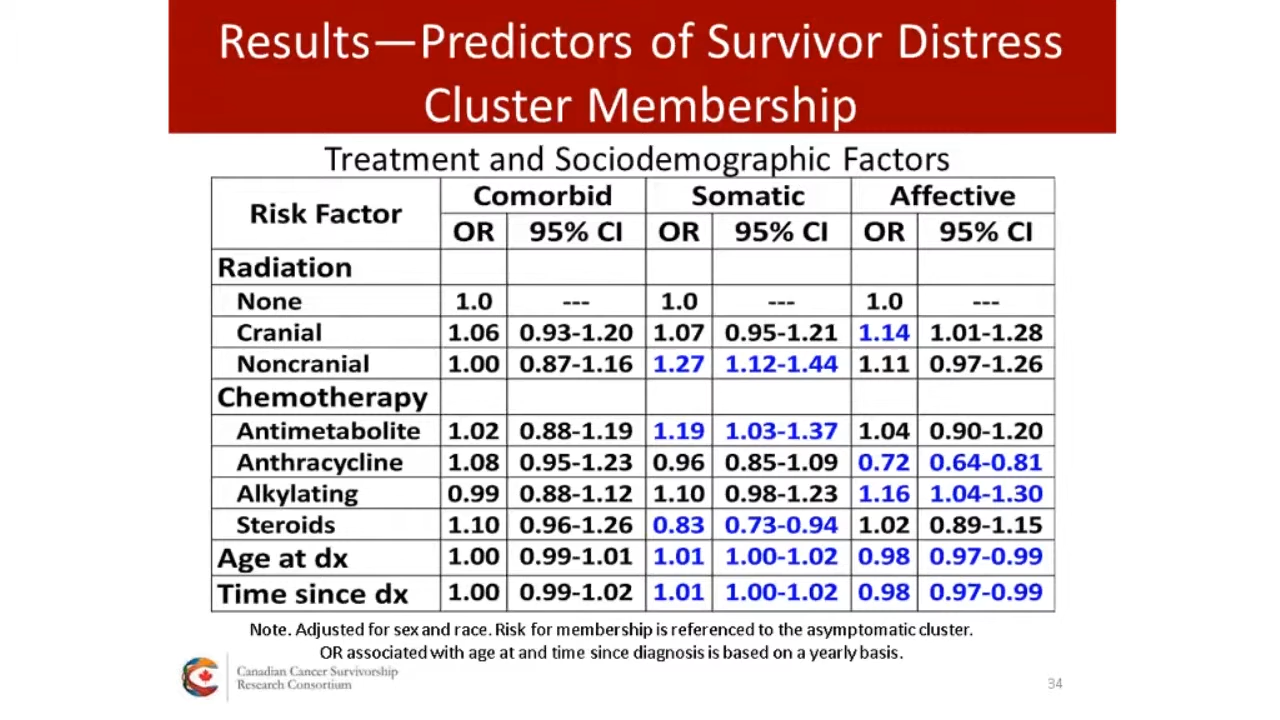 Results—Predictors of Survivor Distress
Cluster Membership
Treatment and Sociodemographic Factors
Risk Factor Comorbid Somatic Affective
OR 95% CI OR 95% CI OR 95% CI
Radiation
None 1.0 --- 1.0 --- 1.0 ---
Cranial 1.06 0.93-1.20 1.07 0.95-1.21 1.14 1.01-1.28
Noncranial 1.00 0.87-1.16 1.27 1.12-1.44 1.11 0.97-1.26
Chemotherapy
Antimetabolite 1.02 0.88-1.19 1.19 1.03-1.37 1.04 0.90-1.20
Anthracycline 1.08 0.95-1.23 0.96 0.85-1.09 0.72 0.64-0.81
Alkylating 0.99 0.88-1.12 1.10 0.98-1.23 1.16 1.04-1.30
Steroids 1.10 0.96-1.26 0.83 0.73-0.94 1.02 0.89-1.15
Age at dx 1.00 0.99-1.01 1.01 1.00-1.02 0.98 0.97-0.99
Time since dx 1.00 0.99-1.02 1.01 1.00-1.02 0.98 0.97-0.99
Note. Adjusted for sex and race. Risk for membership is referenced to the asymptomatic cluster.
OR associated with age at and time since diagnosis is based on a yearly basis.
Canadian Cancer Survivorship
Research Consortium
34